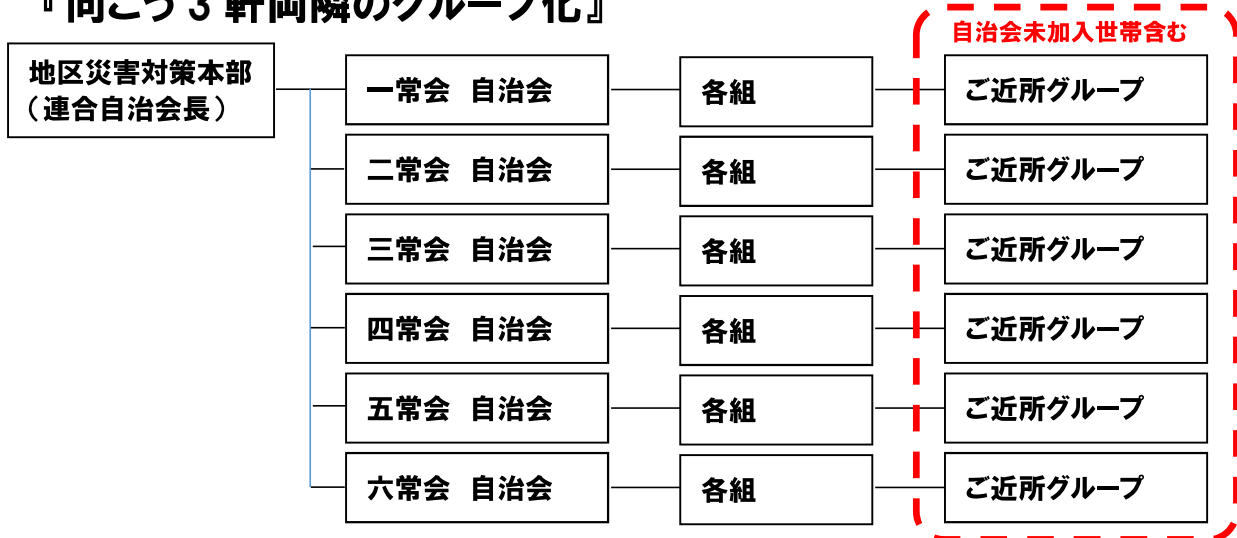 『向こう3軒両隣のグループ化』
自治会未加入世帯含む
地区災害対策本部
（連合自治会長）
一常会 自治会
各組
ご近所グループ
二常会 自治会
各組
ご近所グループ
三常会 自治会
各組
ご近所グループ
四常会 自治会
各組
ご近所グループ
五常会 自治会
各組
ご近所グループ
六常会 自治会
各組
ご近所グループ